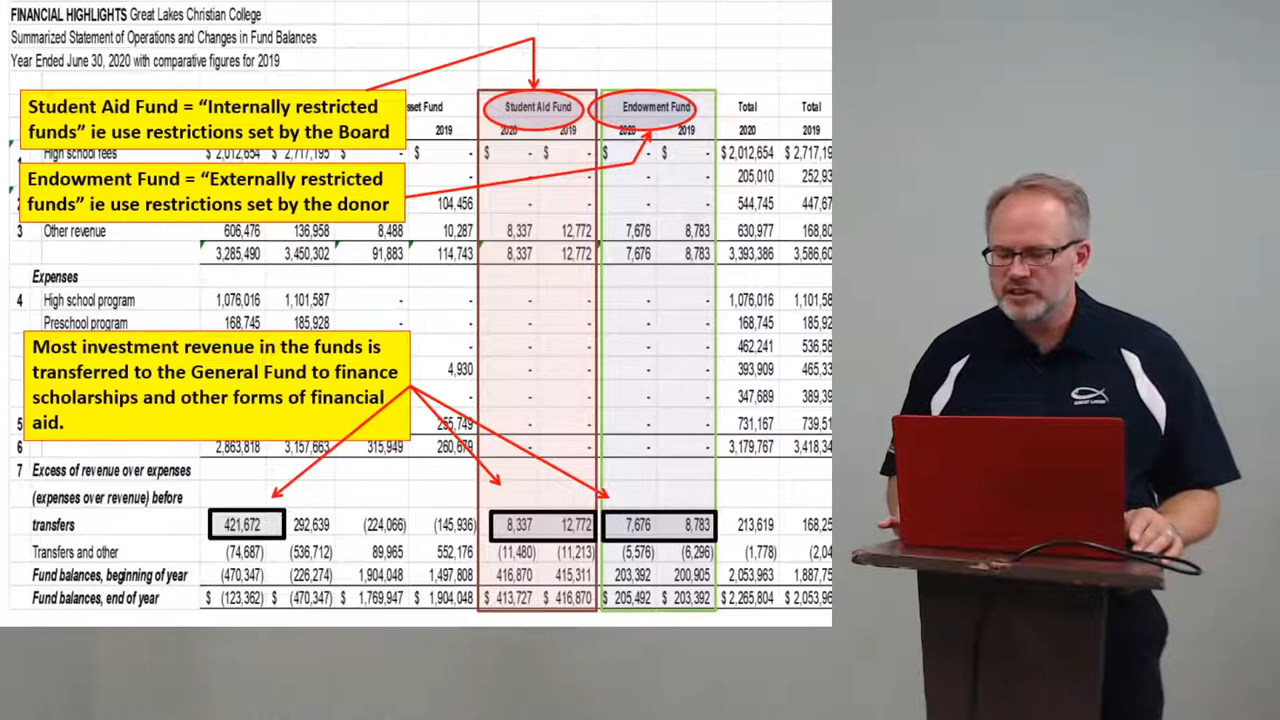 FINANCIAL HIGHLIGHTS Great Lakes Christian College
Summarized Statement of Operations and Changes in Fund Balances
Year Ended June 30, 2020 with comparative figures for 2019
Student Aid Fund = “Internally restricted
funds” ie use restrictions set by the Board
Endowment Fund = “Externally restricted
funds” ie use restrictions set by the donor
sset Fund Student Aid Fund Endowment Fund Total Total
2019 2020 2019 2020 2019 2020 2019
High school fees $ 2,012,654 $ 2,717,195 $ - $ - $ - $ - $ - $ - $ 2,012,654 $ 2,717,19
- - - - - 205,010 252,93
104,456 - - - - 544,745 447,67
3 Other revenue 606,476 136,958 8,488 10,287 8,337 12,772 7,676 8,783 630,977 168,80
3,285,490 3,450,302 91,883 114,743 8,337 12,772 7,676 8,783 3,393,386 3,586,60
Expenses
4 High school program 1,076,016 1,101,587 - - - - - - 1,076,016 1,101,58
Preschool program 168,745 185,928 - - - - - - 168,745 185,92
- - - - - 462,241 536,58
4,930 - - - - 393,909 465,33
- - - - - 347,689 389,39
5 255,749 - - - - 731,167 739,51
6 2,863,818 3,157,663 315,949 260,679 - - - - 3,179,767 3,418,34
Most investment revenue in the funds is
transferred to the General Fund to finance
scholarships and other forms of financial
aid.
7 Excess of revenue over expenses
(expenses over revenue) before
transfers 421,672 292,639 (224,066) (145,936) 8,337 12,772 7,676 8,783 213,619 168,25
Transfers and other (74,687) (536,712) 89,965 552,176 (11,480) (11,213) (5,576) (6,296) (1,778) (2,04
Fund balances, beginning of year (470,347) (226,274) 1,904,048 1,497,808 416,870 415,311 203,392 200,905 2,053,963 1,887,75
Fund balances, end of year $ (123,362) $ (470,347) $ 1,769,947 $ 1,904,048 $ 413,727 $ 416,870 $ 205,492 $ 203,392 $ 2,265,804 $ 2,053,96
GREAT LAKES